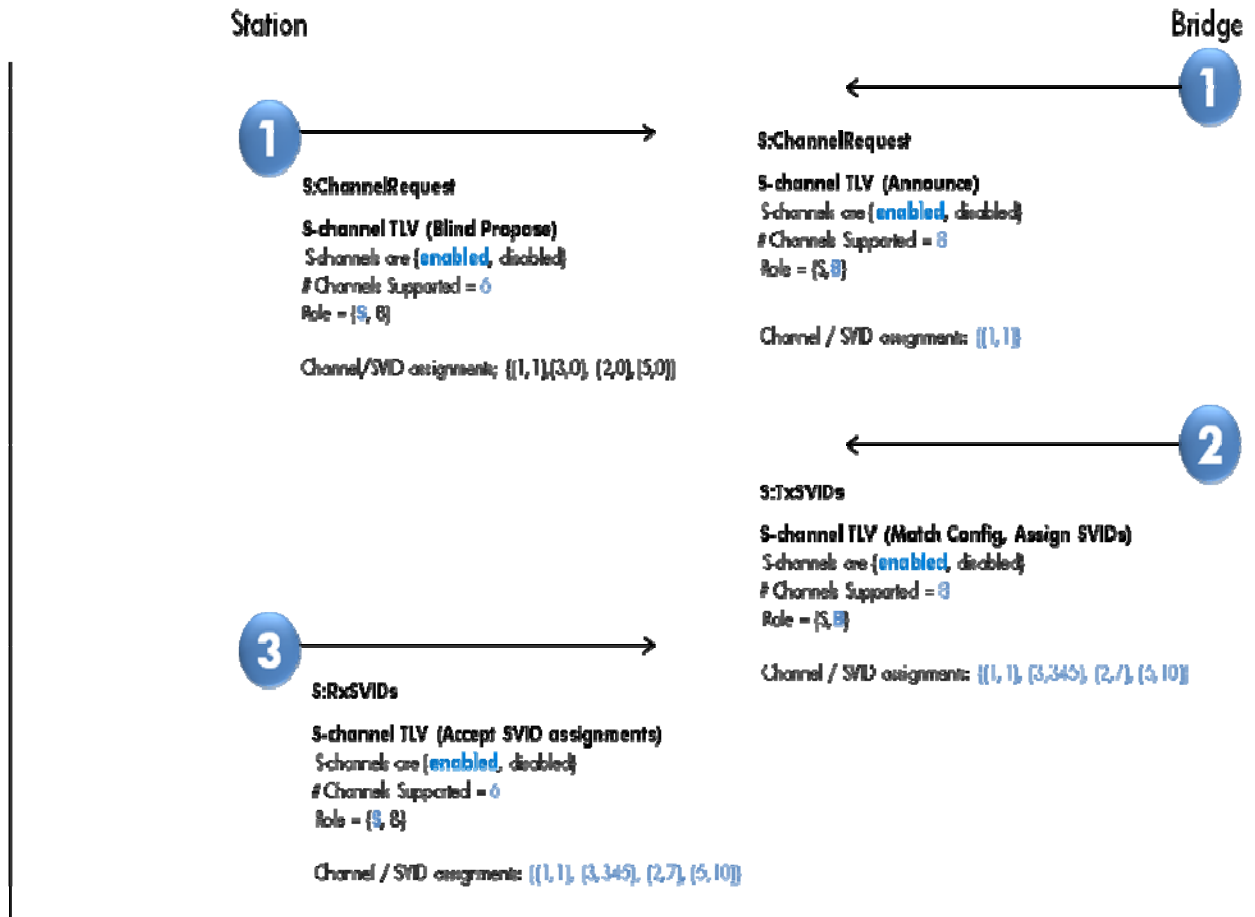 Station
Bridge
1
1
S:ChannelRequest
S-channel TLV (Blind Propose)
S-channels are {enabled, disabled}
# Channels Supported = 6
Role = {S, B}
Channel/SVID assignments; {(1,1),(3,0), (2,0),(5,0)}
S:ChannelRequest
S-channel TLV (Announce)
S-channels are {enabled, disabled}
# Channels Supported = 8
Role = {S,B}
Channel / SVID assignments: {(1,1)}
2
S:TxSVIDs
S-channel TLV (Match Config, Assign SVIDs)
S-channels are {enabled, disabled}
# Channels Supported = 8
Role = {S,B}
Channel / SVID assignments: {(1,1), (3,345), (2,7), (5,10)}
3
S:RxSVIDs
S-channel TLV (Accept SVID assignments)
S-channels are {enabled, disabled}
# Channels Supported = 6
Role = {S, B}
Channel / SVID assignments: {(1,1), (3,345), (2,7), (5,10)}